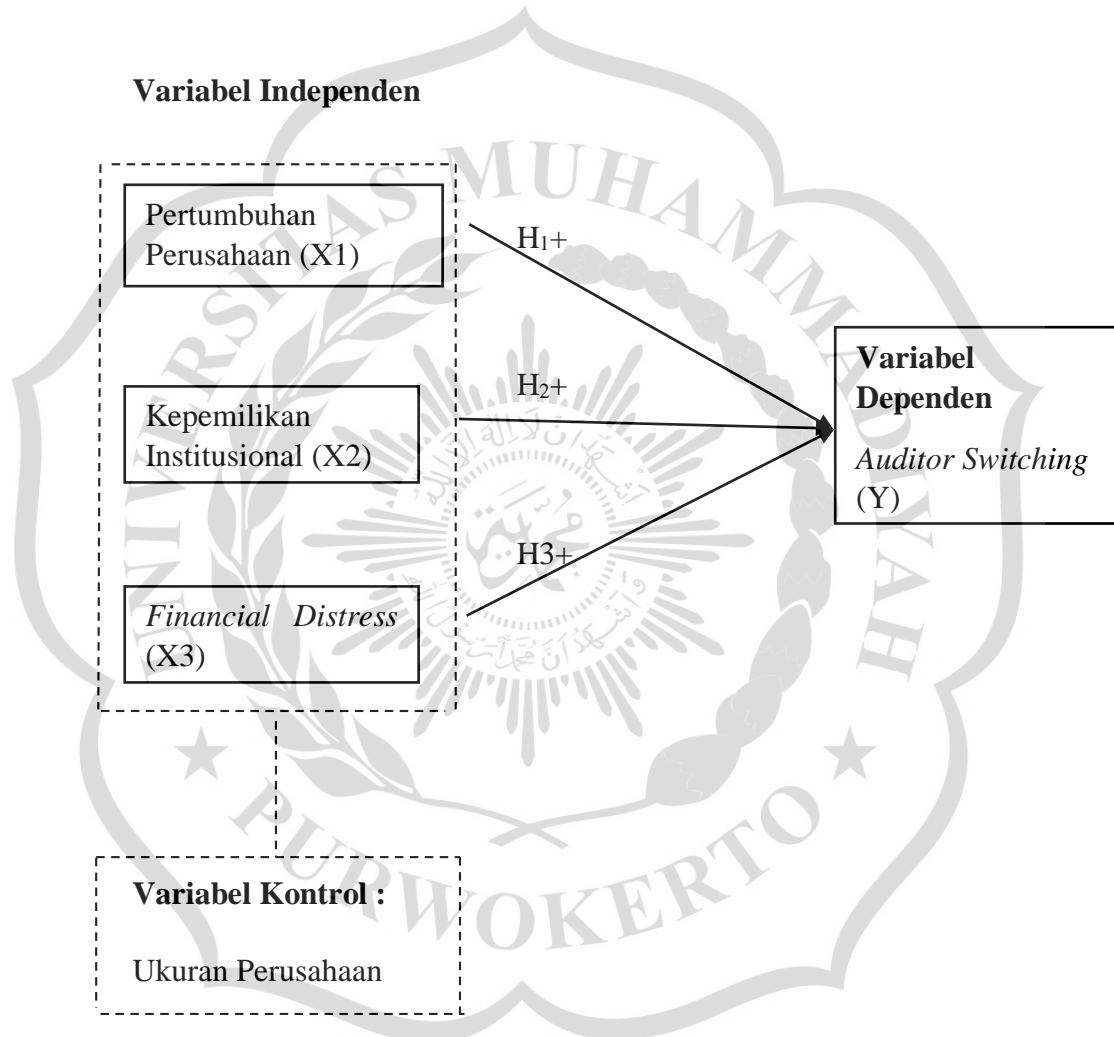 Variabel Independen
UNIVERSITAS MUHAMMADIYAH
Pertumbuhan
Perusahaan (X1)
H₁+
Kepemilikan
Institusional (X2)
H₂+
Variabel
Dependen
Auditor Switching
(Y)
Financial Distress
(X3)
H3+
PURWOKERTO
Variabel Kontrol :
Ukuran Perusahaan